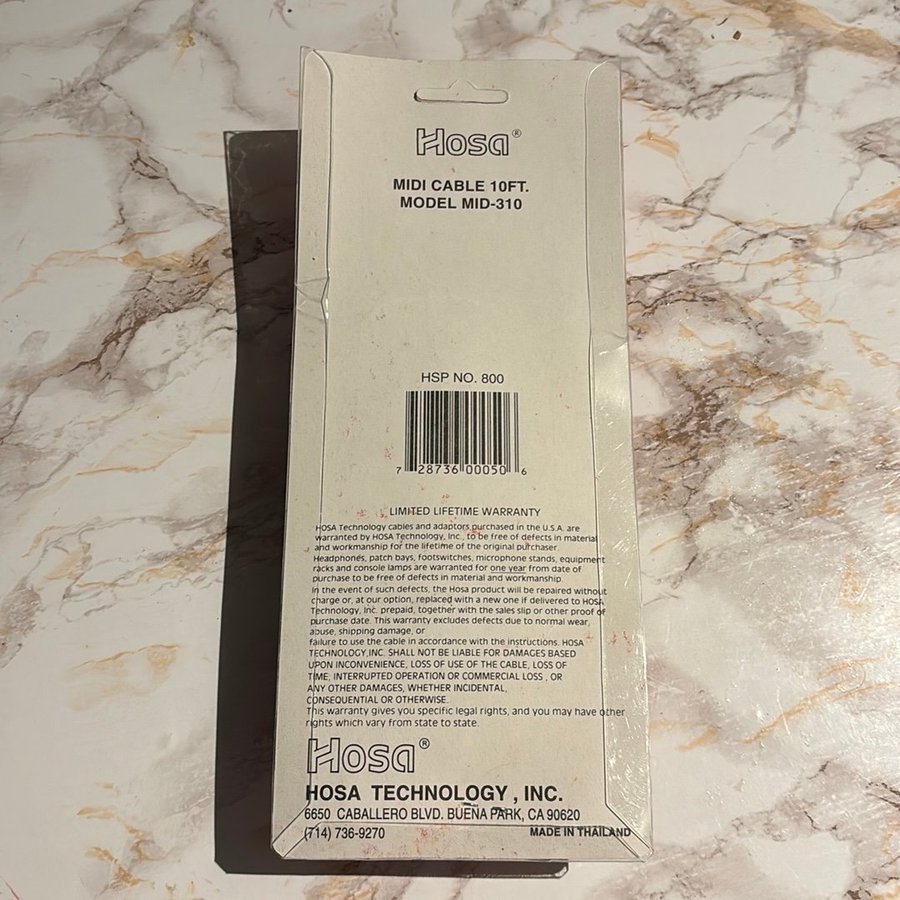 Hosa®
MIDI CABLE 10FT.
MODEL MID-310
HSP NO. 800
7 28736 00050 6
LIMITED LIFETIME WARRANTY
HOSA Technology cables and adaptors purchased in the U.S.A. are
warranted by HOSA Technology, Inc., to be free of defects in material
and workmanship for the lifetime of the original purchaser.
Headphones, patch bays, footswitches, microphone stands, equipment
racks and console lamps are warranted for one year from date of
purchase to be free of defects in material and workmanship.
In the event of such defects, the Hosa product will be repaired without
charge or, at our option, replaced with a new one if delivered to HOSA
Technology, Inc. prepaid, together with the sales slip or other proof of
purchase date. This warranty excludes defects due to normal wear,
abuse, shipping damage, or
failure to use the cable in accordance with the instructions. HOSA
TECHNOLOGY,INC. SHALL NOT BE LIABLE FOR DAMAGES BASED
UPON INCONVENIENCE, LOSS OF USE OF THE CABLE, LOSS OF
TIME, INTERRUPTED OPERATION OR COMMERCIAL LOSS , OR
ANY OTHER DAMAGES, WHETHER INCIDENTAL,
CONSEQUENTIAL OR OTHERWISE.
This warranty gives you specific legal rights, and you may have other
rights which vary from state to state.
Hosa®
HOSA TECHNOLOGY , INC.
6650 CABALLERO BLVD. BUENA PARK, CA 90620
(714) 736-9270 MADE IN THAILAND